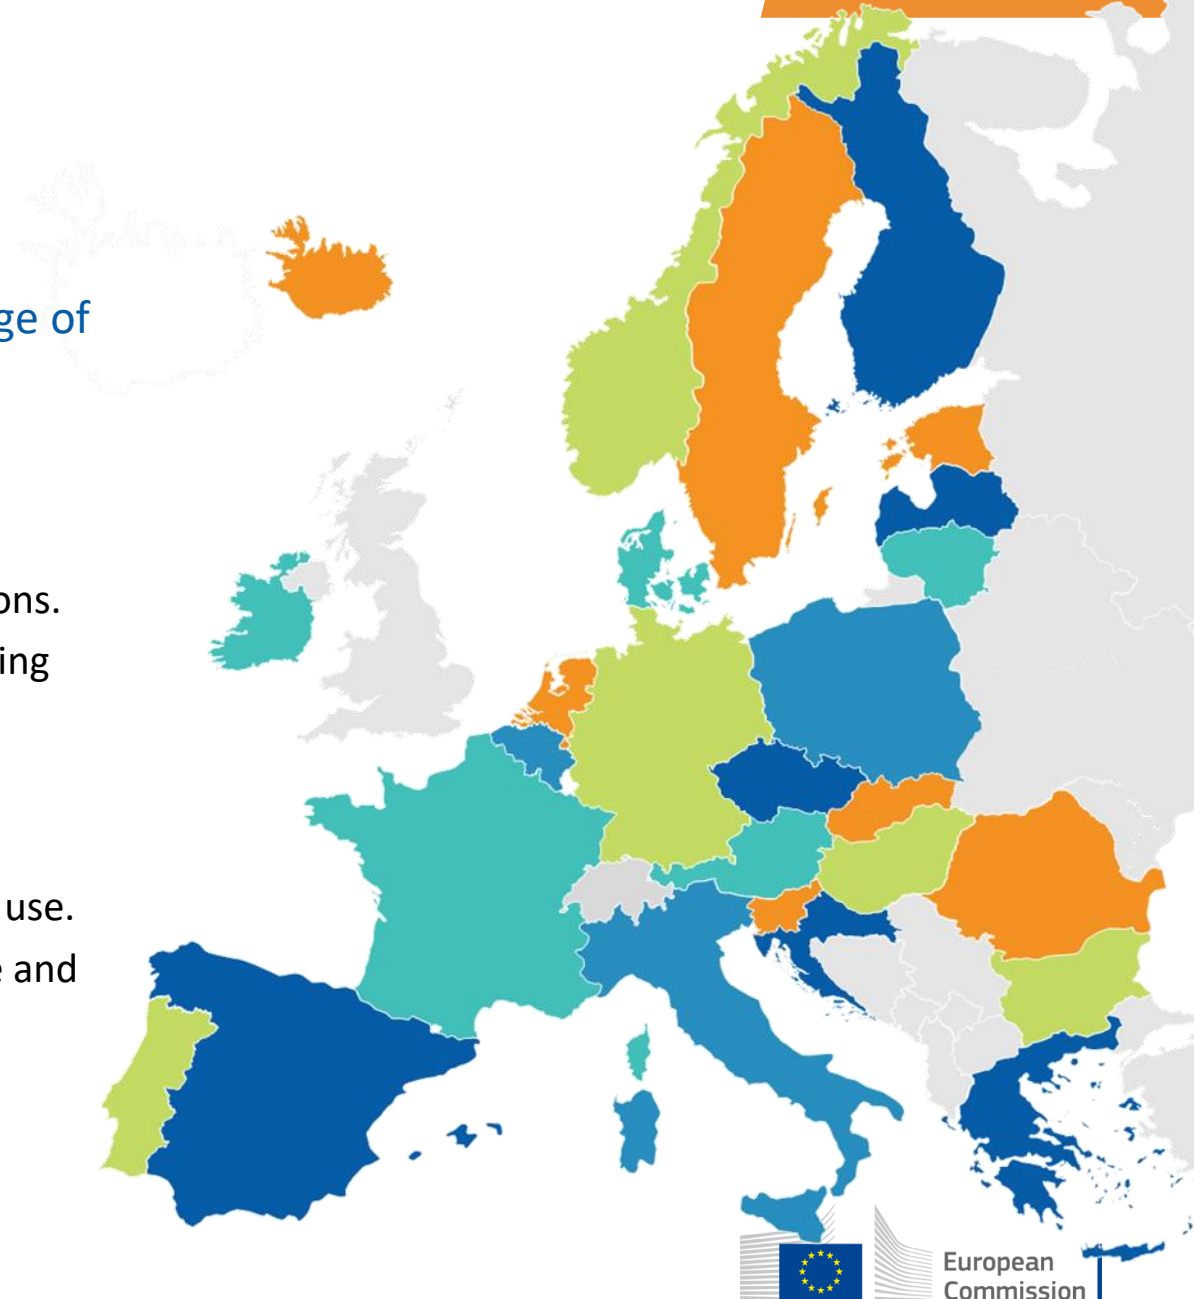 ge of
ons.
ing
use.
e and
European
Commission